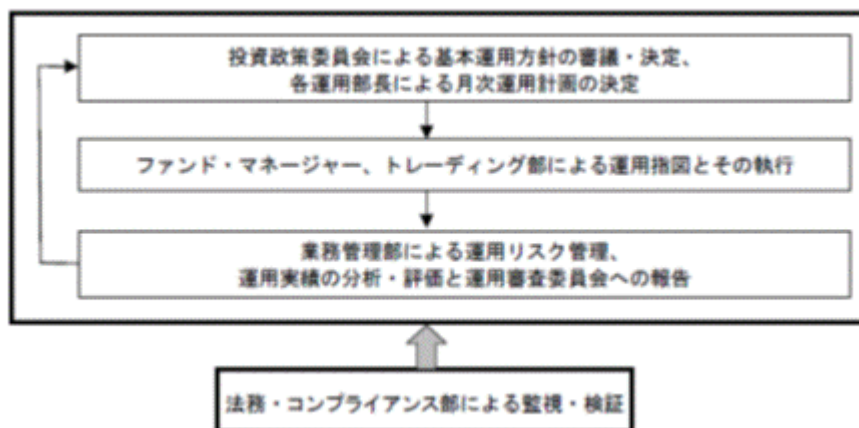 投資政策委員会による基本運用方針の審議・決定、
各運用部長による月次運用計画の決定
ファンド・マネージャー、トレーディング部による運用指図とその執行
業務管理部による運用リスク管理、
運用実績の分析・評価と運用審査委員会への報告
法務・コンプライアンス部による監視・検証